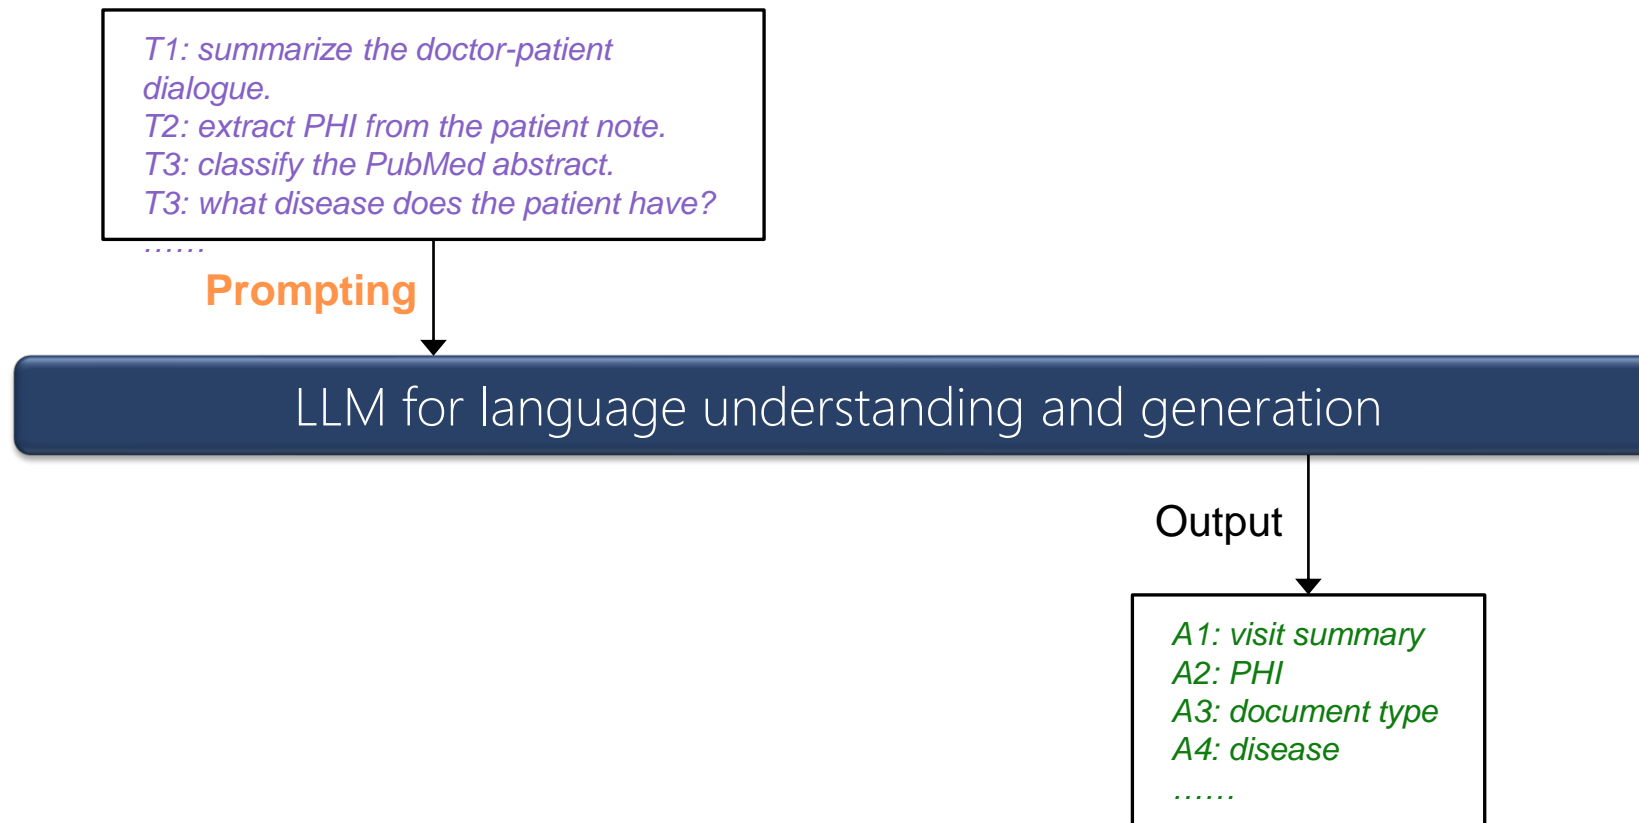 T1: summarize the doctor-patient
dialogue.
T2: extract PHI from the patient note.
T3: classify the PubMed abstract.
T3: what disease does the patient have?
……
Prompting
LLM for language understanding and generation
Output
A1: visit summary
A2: PHI
A3: document type
A4: disease
……